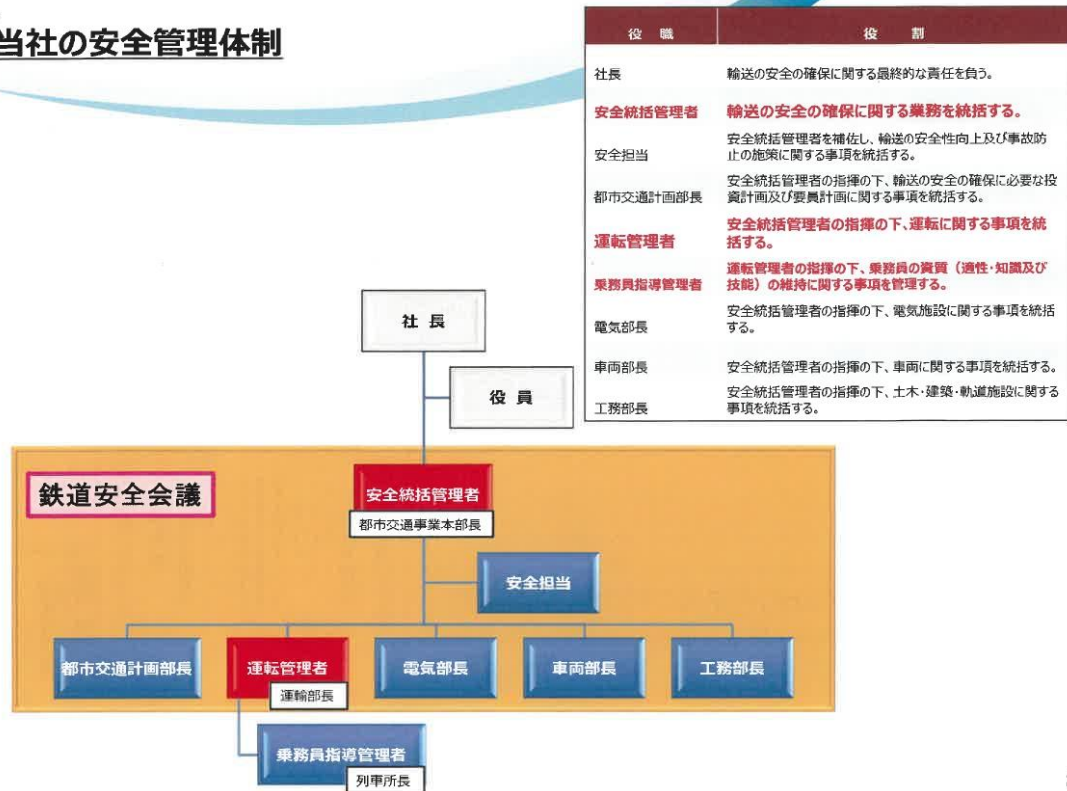 当社の安全管理体制
役 職 役 割
社長 輸送の安全の確保に関する最終的な責任を負う。
安全統括管理者 輸送の安全の確保に関する業務を統括する。
安全担当 安全統括管理者を補佐し、輸送の安全性向上及び事故防
止の施策に関する事項を統括する。
都市交通計画部長 安全統括管理者の指揮の下、輸送の安全の確保に必要な投
資計画及び要員計画に関する事項を統括する。
運転管理者 安全統括管理者の指揮の下、運転に関する事項を統
括する。
乗務員指導管理者 運転管理者の指揮の下、乗務員の資質（適性・知識及び
技能）の維持に関する事項を管理する。
電気部長 安全統括管理者の指揮の下、電気施設に関する事項を統括
する。
車両部長 安全統括管理者の指揮の下、車両に関する事項を統括する。
工務部長 安全統括管理者の指揮の下、土木・建築・軌道施設に関する
事項を統括する。
社 長
役 員
鉄道安全会議
安全統括管理者
都市交通事業本部長
安全担当
都市交通計画部長
運転管理者
運輸部長
電気部長
車両部長
工務部長
乗務員指導管理者
列車所長